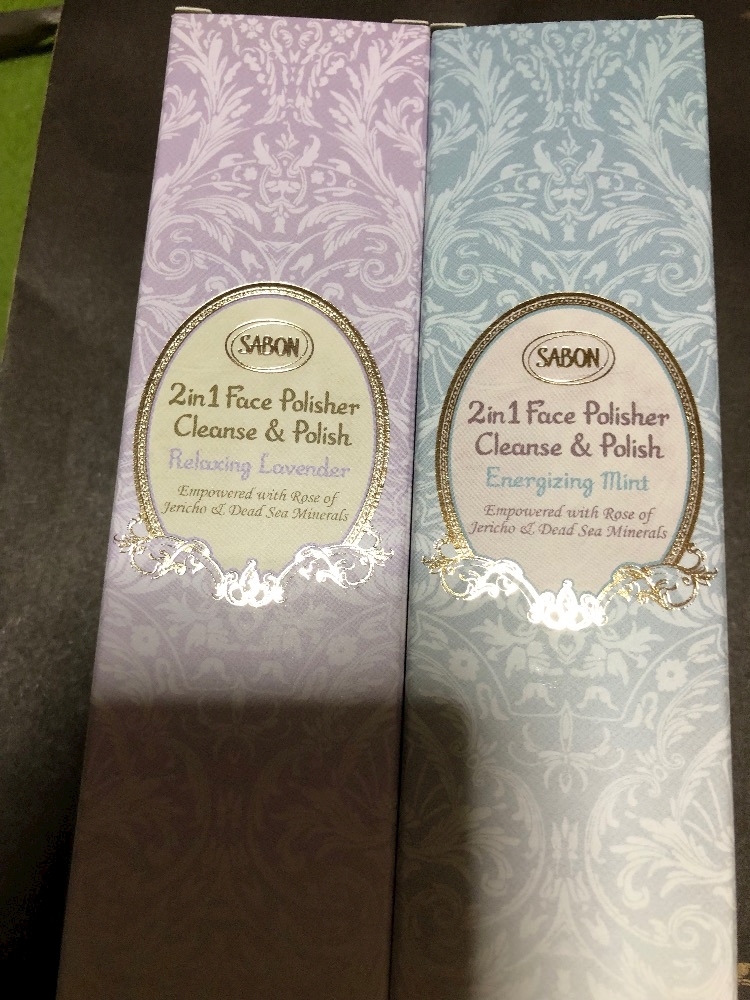 SABON
2in1 Face Polisher
Cleanse & Polish
Relaxing Lavender
Empowered with Rose of
Jericho & Dead Sea Minerals
SABON
2in1 Face Polisher
Cleanse & Polish
Energizing Mint
Empowered with Rose of
Jericho & Dead Sea Minerals